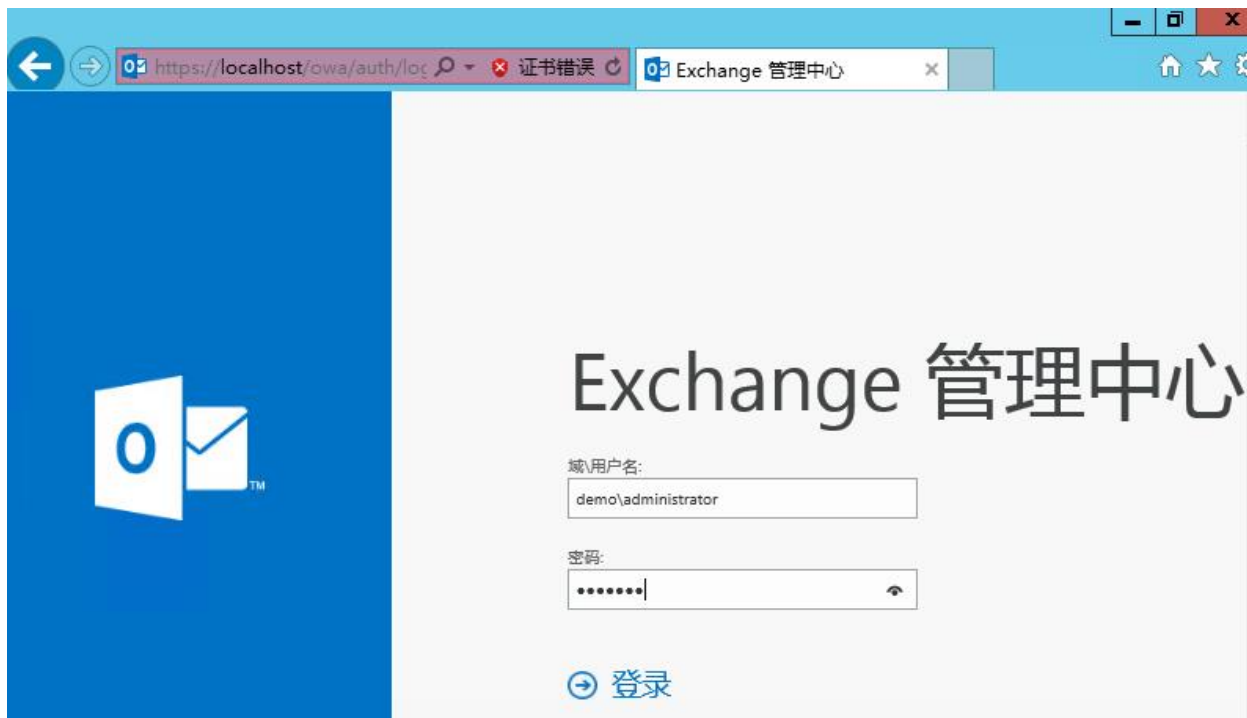 https://localhost/owa/auth/log
证书错误
Exchange 管理中心
Exchange 管理中心
域\用户名:
demo\administrator
密码:
•••••••
登录
TM